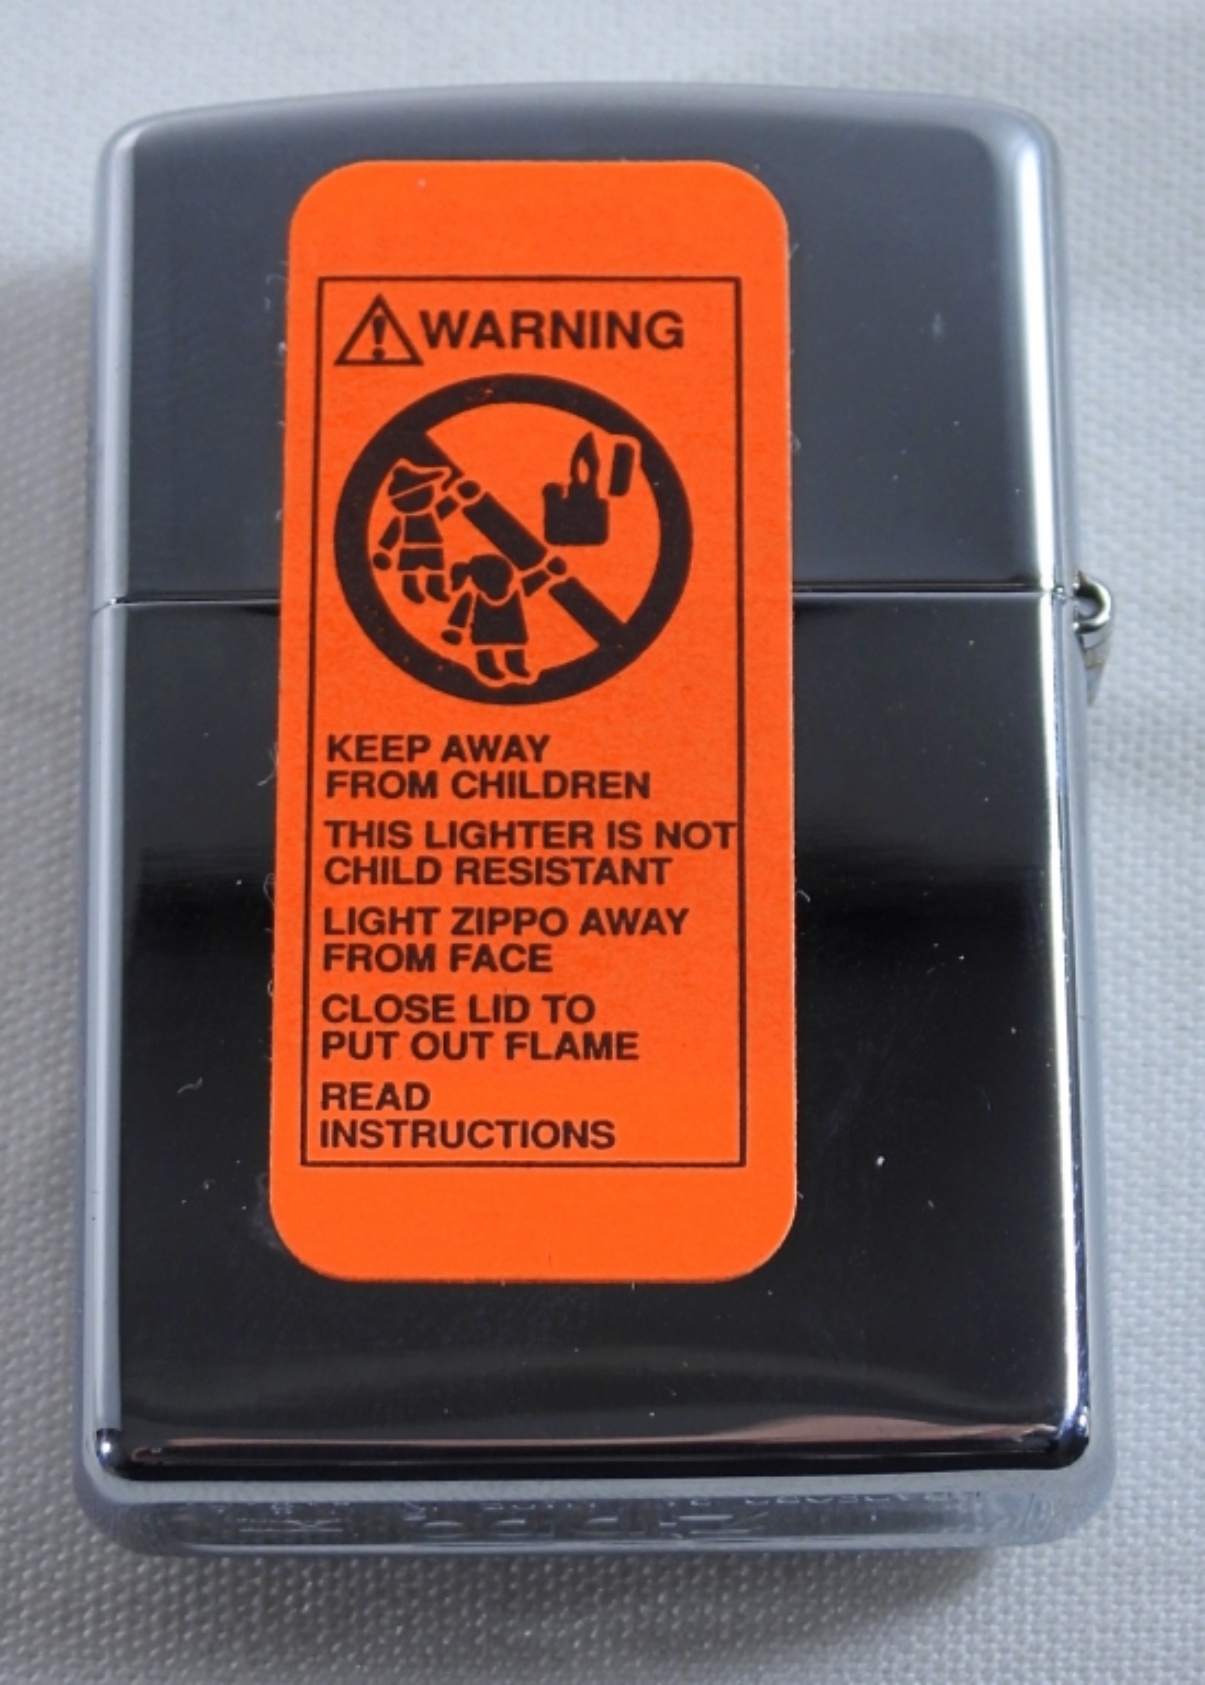 WARNING
KEEP AWAY
FROM CHILDREN
THIS LIGHTER IS NOT
CHILD RESISTANT
LIGHT ZIPPO AWAY
FROM FACE
CLOSE LID TO
PUT OUT FLAME
READ
INSTRUCTIONS